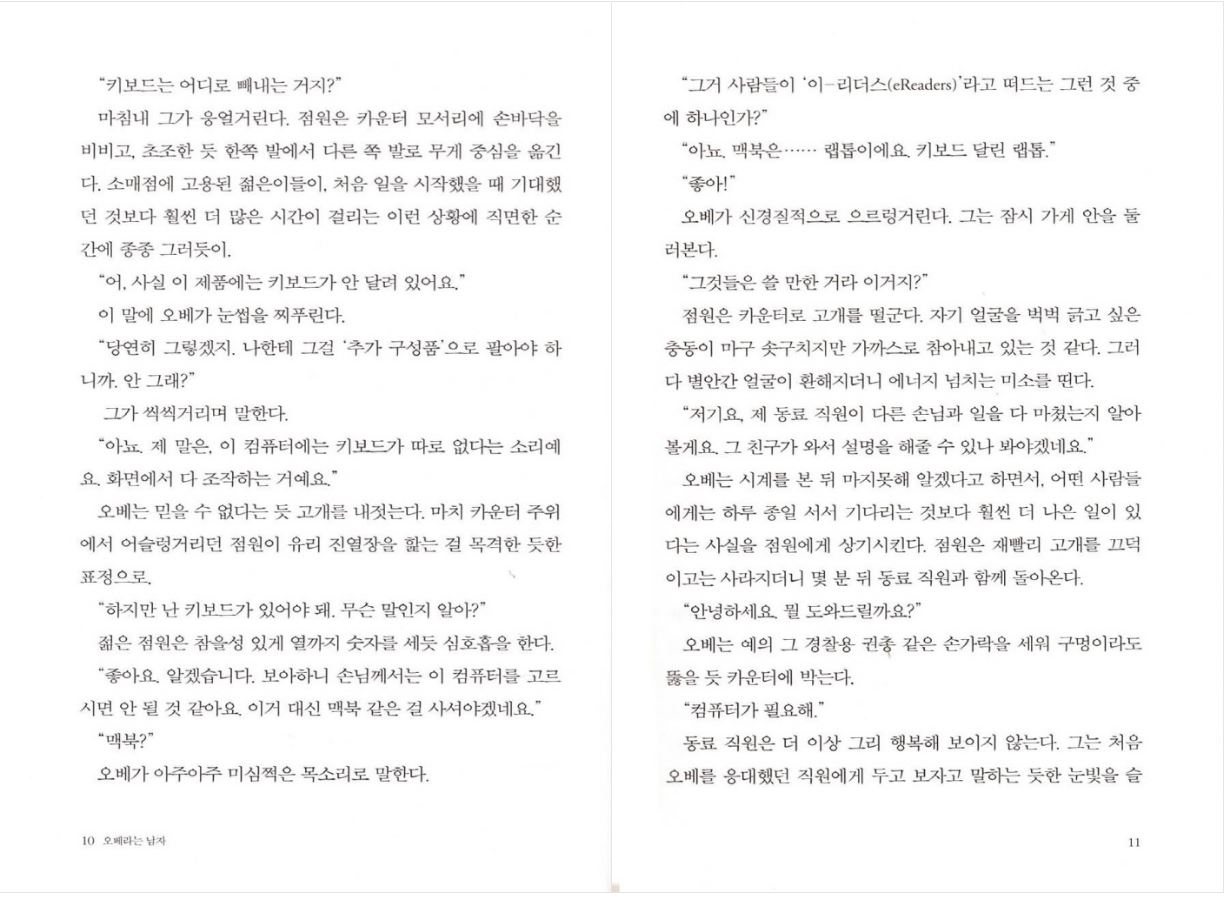 “키보드는 어디로 빼내는 거지?”
마침내 그가 웅얼거린다. 점원은 카운터 모서리에 손바닥을
비비고, 초조한 듯 한쪽 발에서 다른 쪽 발로 무게 중심을 옮긴
다. 소매점에 고용된 젊은이들이, 처음 일을 시작했을 때 기대했
던 것보다 훨씬 더 많은 시간이 걸리는 이런 상황에 직면한 순
간에 종종 그러듯이.
“어, 사실 이 제품에는 키보드가 안 달려 있어요.”
이 말에 오베가 눈썹을 찌푸린다.
“당연히 그렇겠지. 나한테 그걸 ‘추가 구성품’으로 팔아야 하
니까. 안 그래?”
그가 씩씩거리며 말한다.
“아뇨. 제 말은, 이 컴퓨터에는 키보드가 따로 없다는 소리예
요. 화면에서 다 조작하는 거예요.”
오베는 믿을 수 없다는 듯 고개를 내젓는다. 마치 카운터 주위
에서 어슬렁거리던 점원이 유리 진열장을 핥는 걸 목격한 듯한
표정으로.
“하지만 난 키보드가 있어야 돼. 무슨 말인지 알아?”
젊은 점원은 참을성 있게 열까지 숫자를 세듯 심호흡을 한다.
“좋아요. 알겠습니다. 보아하니 손님께서는 이 컴퓨터를 고르
시면 안 될 것 같아요. 이거 대신 맥북 같은 걸 사셔야겠네요.”
“맥북?”
오베가 아주아주 미심쩍은 목소리로 말한다.
10 오베라는 남자
“그거 사람들이 ‘이-리더스(eReaders)’라고 떠드는 그런 것 중
에 하나인가?”
“아뇨. 맥북은…… 랩톱이에요. 키보드 달린 랩톱.”
“좋아!”
오베가 신경질적으로 으르렁거린다. 그는 잠시 가게 안을 둘
러본다.
“그것들은 쓸 만한 거라 이거지?”
점원은 카운터로 고개를 떨군다. 자기 얼굴을 벅벅 긁고 싶은
충동이 마구 솟구치지만 가까스로 참아내고 있는 것 같다. 그러
다 별안간 얼굴이 환해지더니 에너지 넘치는 미소를 띤다.
“저기요, 제 동료 직원이 다른 손님과 일을 다 마쳤는지 알아
볼게요. 그 친구가 와서 설명을 해줄 수 있나 봐야겠네요.”
오베는 시계를 본 뒤 마지못해 알겠다고 하면서, 어떤 사람들
에게는 하루 종일 서서 기다리는 것보다 훨씬 더 나은 일이 있
다는 사실을 점원에게 상기시킨다. 점원은 재빨리 고개를 끄덕
이고는 사라지더니 몇 분 뒤 동료 직원과 함께 돌아온다.
“안녕하세요. 뭘 도와드릴까요?”
오베는 예의 그 경찰용 권총 같은 손가락을 세워 구멍이라도
뚫을 듯 카운터에 박는다.
“컴퓨터가 필요해.”
동료 직원은 더 이상 그리 행복해 보이지 않는다. 그는 처음
오베를 응대했던 직원에게 두고 보자고 말하는 듯한 눈빛을 슬
11